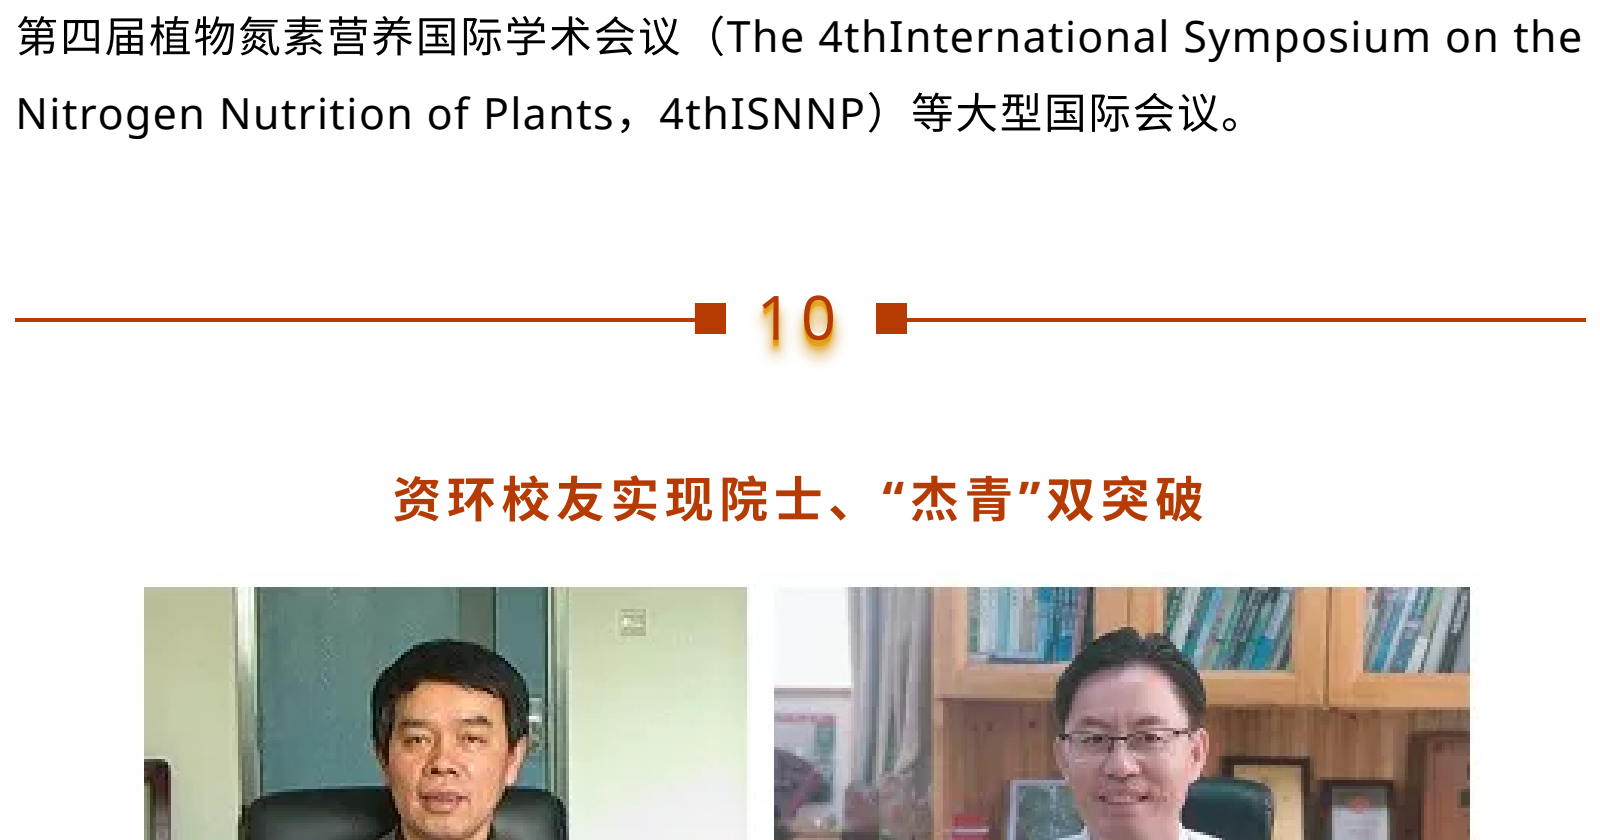 第四届植物氮素营养国际学术会议（The 4thInternational Symposium on the
Nitrogen Nutrition of Plants，4thISNNP）等大型国际会议。
10
资环校友实现院士、“杰青”双突破